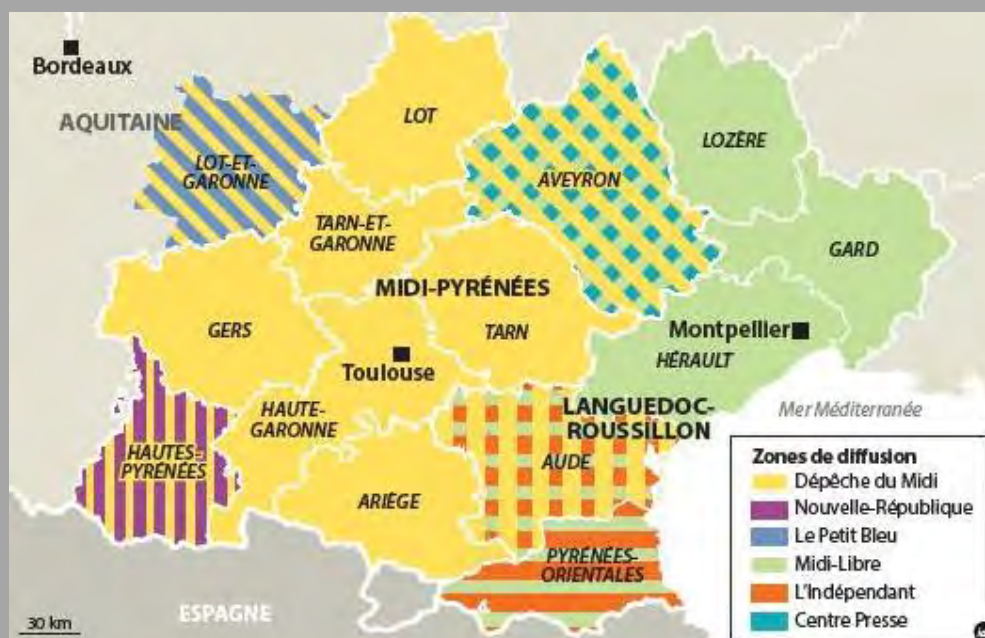 Bordeaux
AQUITAINE
LOT
LOZÈRE
LOT-ET-
GARONNE
AVEYRON
TARN-ET-
GARONNE
GARD
MIDI-PYRÉNÉES
GERS
TARN
Montpellier
HÉRAULT
Toulouse
HAUTE-
GARONNE
LANGUEDOC-
ROUSSILLON
Mer Méditerranée
HAUTES-
PYRÉNÉES
AUDE
ARIÈGE
PYRÉNÉES-
ORIENTALES
ESPAGNE
30 km
Zones de diffusion
Dépêche du Midi
Nouvelle-République
Le Petit Bleu
Midi-Libre
L'Indépendant
Centre Presse